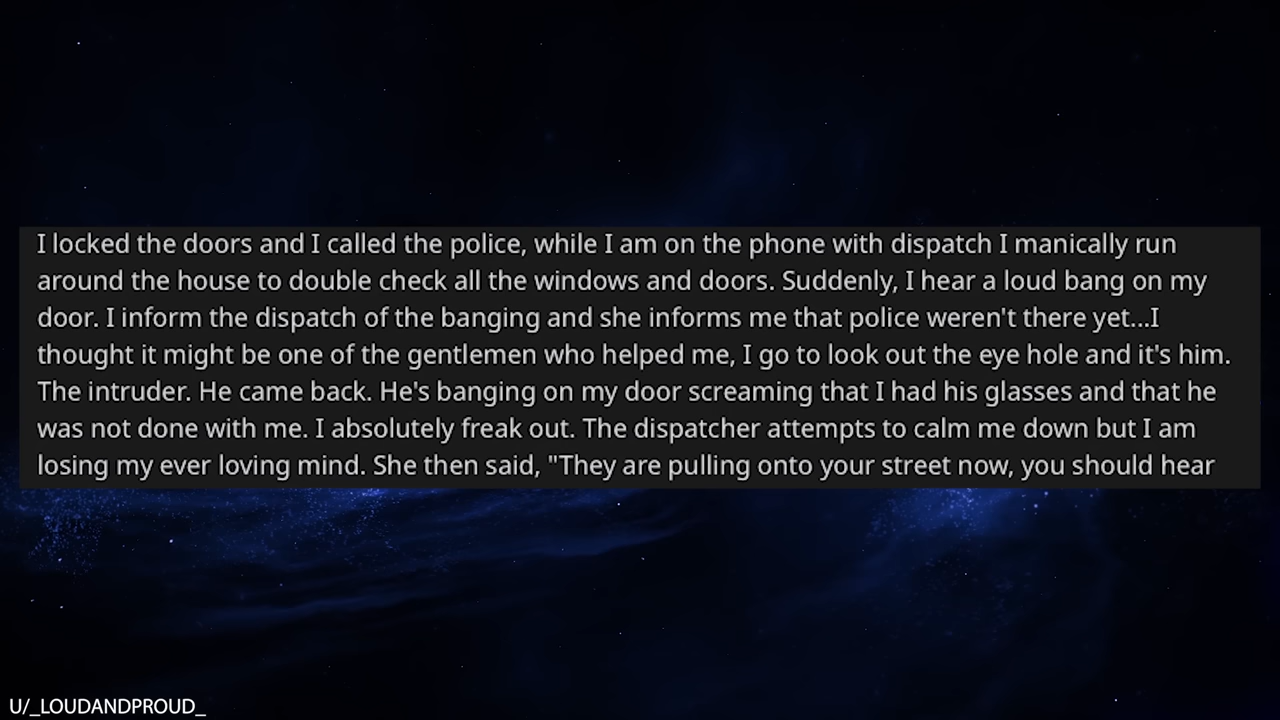 I locked the doors and I called the police, while I am on the phone with dispatch I manically run
around the house to double check all the windows and doors. Suddenly, I hear a loud bang on my
door. I inform the dispatch of the banging and she informs me that police weren't there yet...I
thought it might be one of the gentlemen who helped me, I go to look out the eye hole and it's him.
The intruder. He came back. He's banging on my door screaming that I had his glasses and that he
was not done with me. I absolutely freak out. The dispatcher attempts to calm me down but I am
losing my ever loving mind. She then said, "They are pulling onto your street now, you should hear
U/_LOUDANDPROUD_